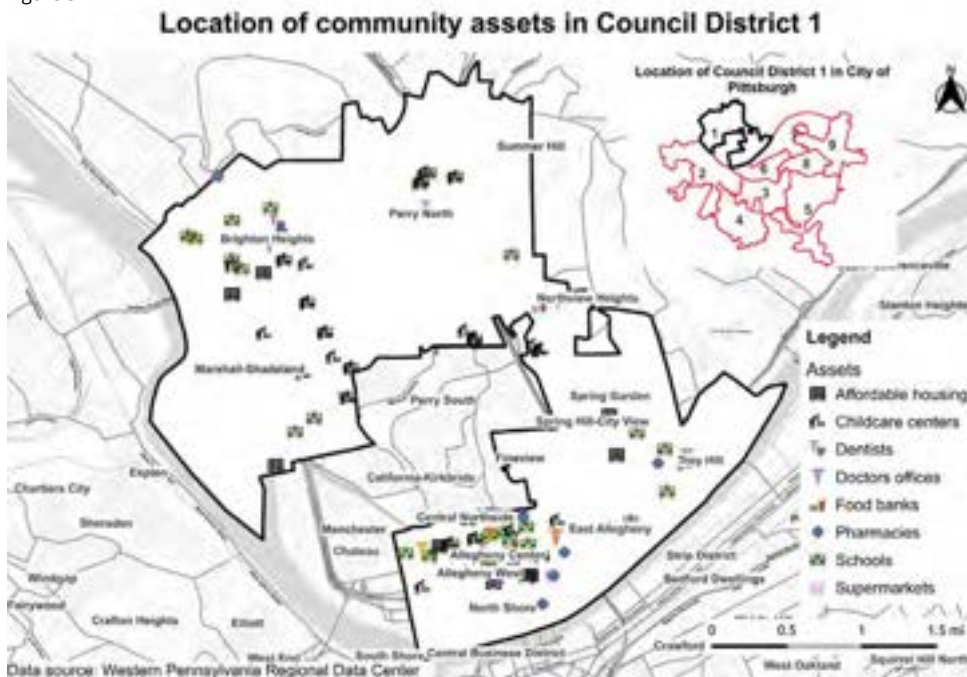 Location of community assets in Council District 1
Location of Council District 1 in City of
Pittsburgh
N
1
2
3
4
5
6
8
9
Summer Hill
Perry North
Brighton Heights
Northview Heights
Stanton Heights
Marshall-Shadeland
Perry South
Spring Garden
Spring Hill-City View
Fineview
Troy Hill
California-Kirkbride
Esplen
Chartiers City
Sheraden
Manchester
Chateau
Central Northside
East Allegheny
Allegheny Center
Allegheny West
Strip District
Bedford Dwellings
Windgap
Fairywood
Crafton Heights
Elliott
West End
North Shore
South Shore
Central Business District
Crawford
West Oakland
Squirrel Hill North
Legend
Assets
Affordable housing
Childcare centers
Dentists
Doctors offices
Food banks
Pharmacies
Schools
Supermarkets
0 0.5 1 1.5 mi
Data source: Western Pennsylvania Regional Data Center